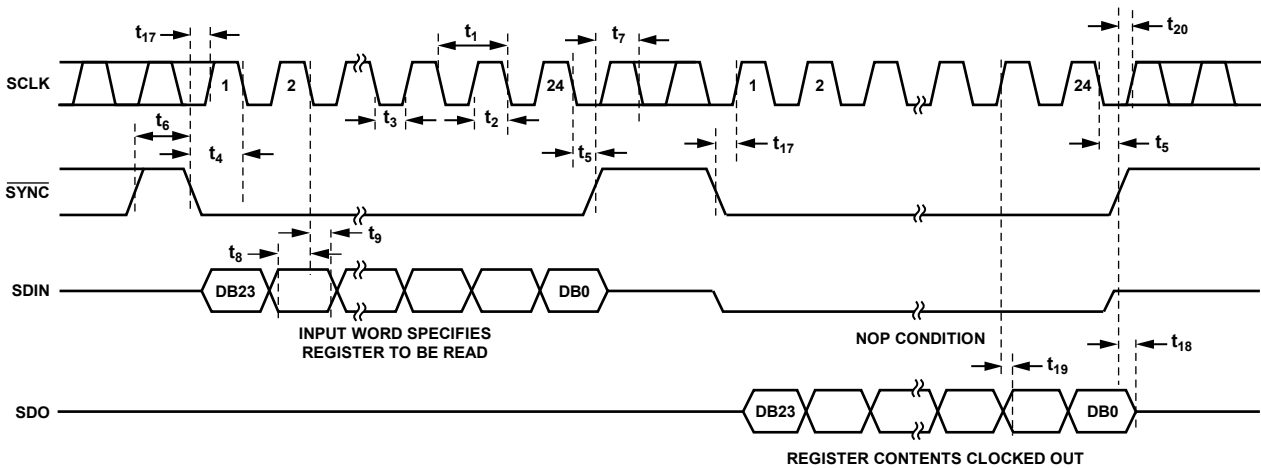 t17 t1 t7 t20
SCLK 1 2 24 1 2 24
t3 t2
t6 t4 t5 t17 t5
SYNC
t9
t8
SDIN DB23 DB0
INPUT WORD SPECIFIES
REGISTER TO BE READ
NOP CONDITION
t19 t18
SDO DB23 DB0
REGISTER CONTENTS CLOCKED OUT